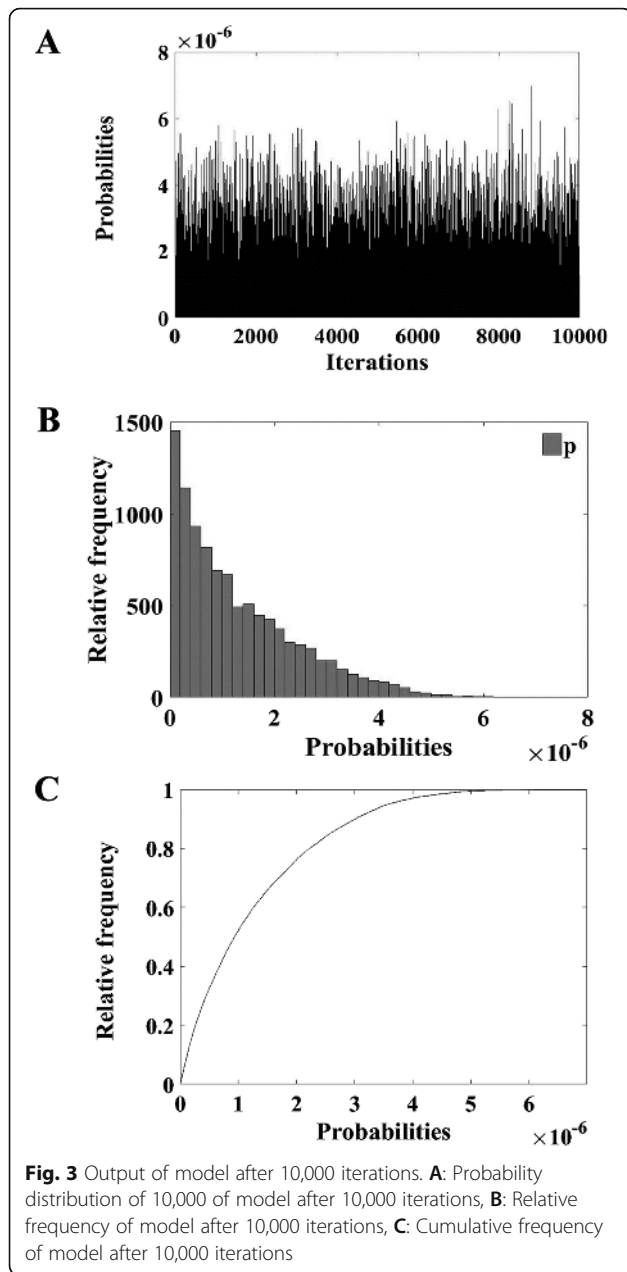 A
×10-6
8
6
4
2
0
Probabilities
0 2000 4000 6000 8000 10000
Iterations
B
1500
1000
500
0
Relative frequency
p
0 2 4 6 8
Probabilities
×10-6
C
1
0.8
0.6
0.4
0.2
0
Relative frequency
0 1 2 3 4 5 6
Probabilities
×10-6
Fig. 3 Output of model after 10,000 iterations. A: Probability
distribution of 10,000 of model after 10,000 iterations, B: Relative
frequency of model after 10,000 iterations, C: Cumulative frequency
of model after 10,000 iterations